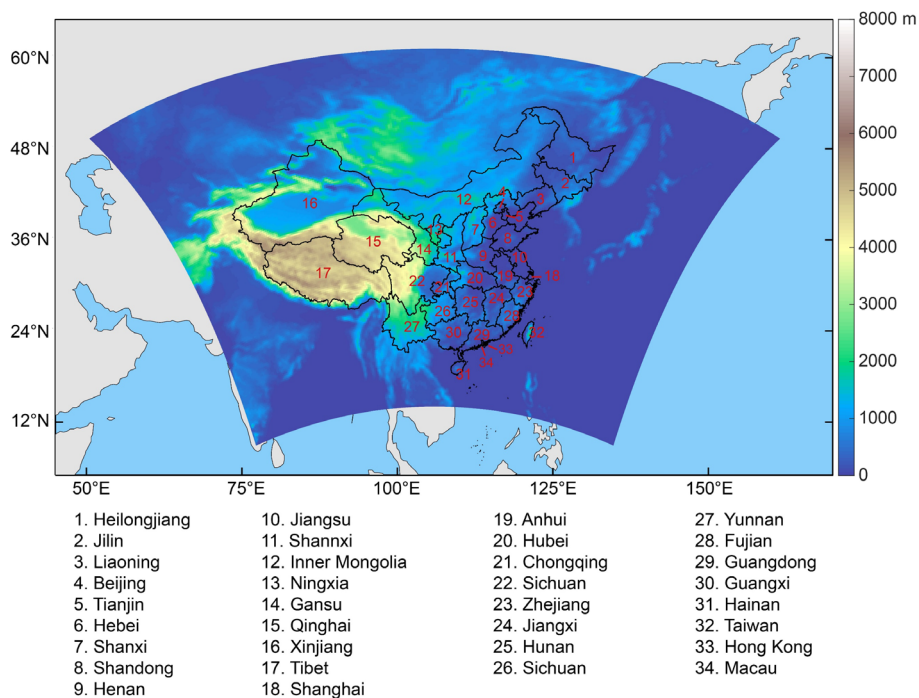 8000 m
7000
6000
5000
4000
3000
2000
1000
0
60°N
48°N
36°N
24°N
12°N
50°E
75°E
100°E
125°E
150°E
1
2
3
12
16
6
7
8
15
14
11
9
10
17
22
20
19
18
23
26
25
24
28
27
30
29
32
33
34
31
1. Heilongjiang
2. Jilin
3. Liaoning
4. Beijing
5. Tianjin
6. Hebei
7. Shanxi
8. Shandong
9. Henan
10. Jiangsu
11. Shannxi
12. Inner Mongolia
13. Ningxia
14. Gansu
15. Qinghai
16. Xinjiang
17. Tibet
18. Shanghai
19. Anhui
20. Hubei
21. Chongqing
22. Sichuan
23. Zhejiang
24. Jiangxi
25. Hunan
26. Sichuan
27. Yunnan
28. Fujian
29. Guangdong
30. Guangxi
31. Hainan
32. Taiwan
33. Hong Kong
34. Macau